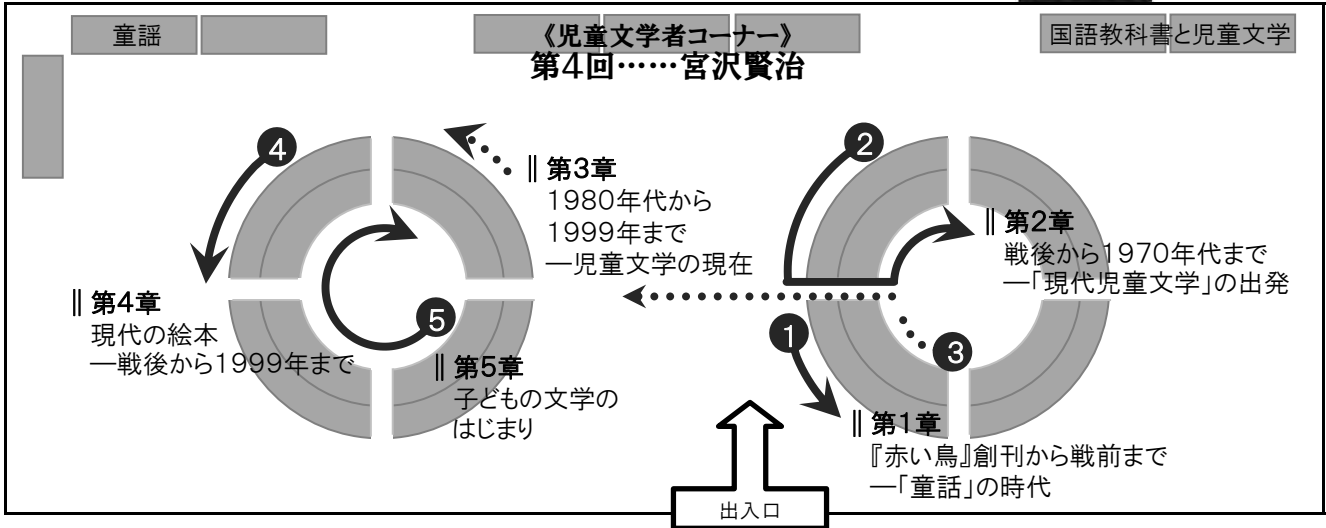 童謡
《児童文学者コーナー》
第4回……宮沢賢治
国語教科書と児童文学
4
2
‖第3章
1980年代から
1999年まで
―児童文学の現在
‖第2章
戦後から1970年代まで
―「現代児童文学」の出発
‖第4章
現代の絵本
―戦後から1999年まで
5
‖第5章
子どもの文学の
はじまり
1
3
‖第1章
『赤い鳥』創刊から戦前まで
―「童話」の時代
出入口